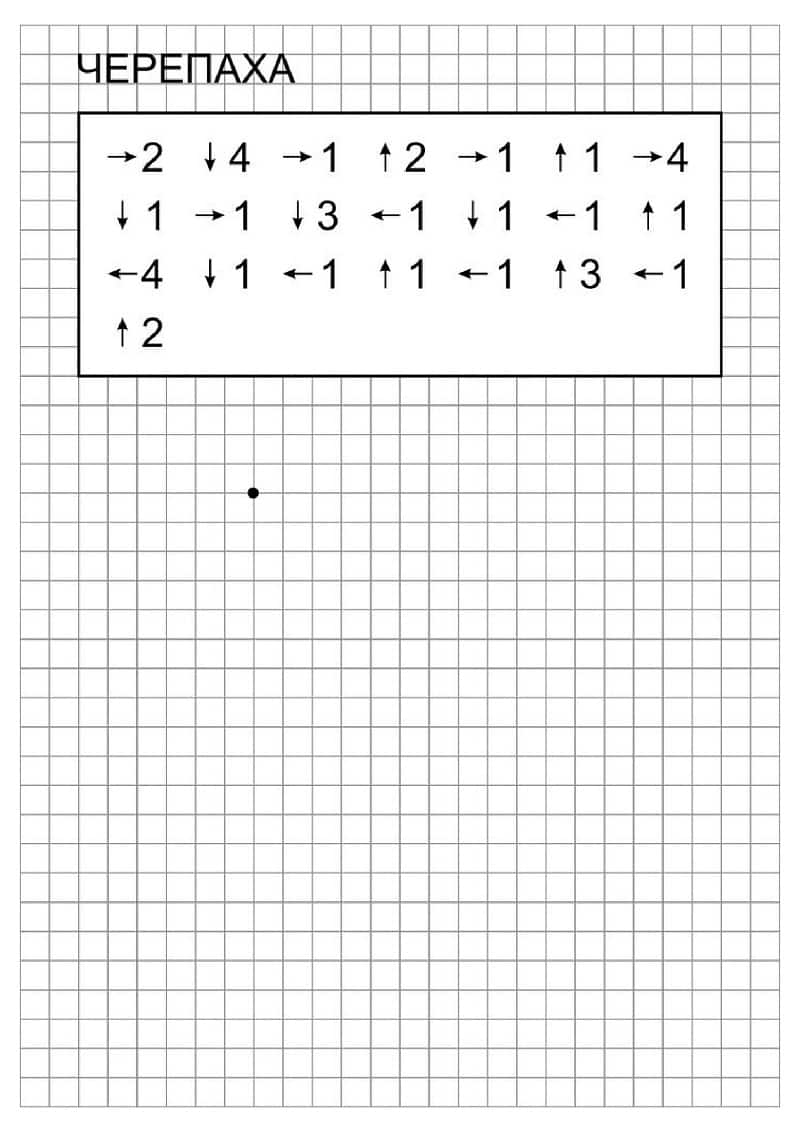 ЧЕРЕПАХА
→2 ↓4 →1 ↑2 →1 ↑1 →4
↓1 →1 ↓3 ←1 ↓1 ←1 ↑1
←4 ↓1 ←1 ↑1 ←1 ↑3 ←1
↑2